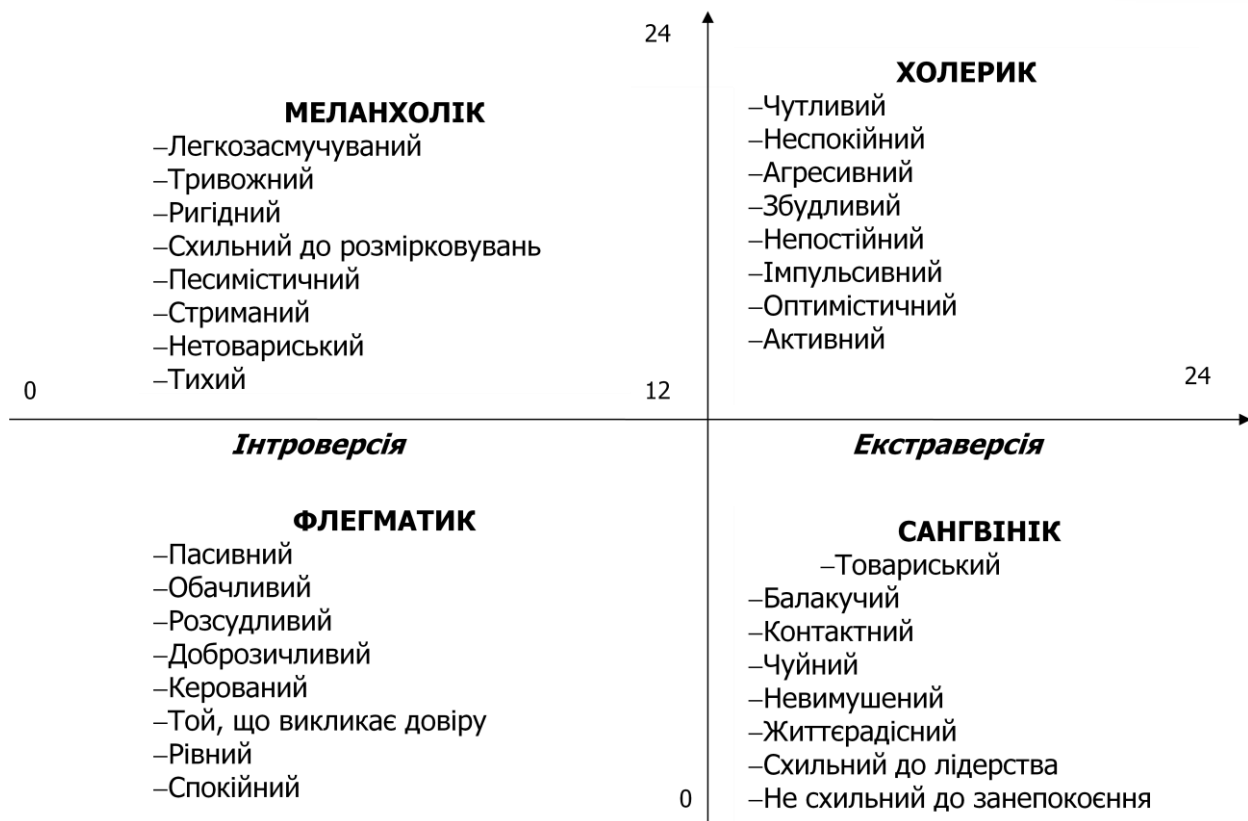 24
ХОЛЕРИК
–Чутливий
–Неспокійний
–Агресивний
–Збудливий
–Непостійний
–Імпульсивний
–Оптимістичний
–Активний
24
МЕЛАНХОЛІК
–Легкозасмучуваний
–Тривожний
–Ригідний
–Схильний до розмірковувань
–Песимістичний
–Стриманий
–Нетовариський
–Тихий
0
12
Інтроверсія
Екстраверсія
ФЛЕГМАТИК
–Пасивний
–Обачливий
–Розсудливий
–Доброзичливий
–Керований
–Той, що викликає довіру
–Рівний
–Спокійний
САНГВІНІК
–Товариський
–Балакучий
–Контактний
–Чуйний
–Невимушений
–Життєрадісний
–Схильний до лідерства
–Не схильний до занепокоєння
0